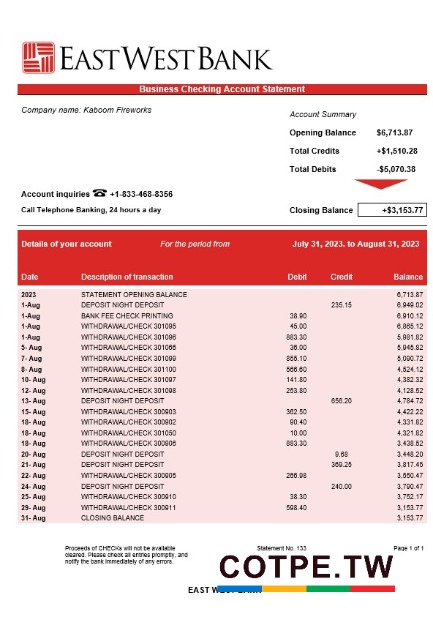 EASTWESTBANK
Business Checking Account Statement
Company name: Kaboom Fireworks
Account Summary
Opening Balance $6,713.87
Total Credits +$1,510.28
Total Debits -$5,070.38
Account inquiries ☎ +1-833-468-8356
Call Telephone Banking, 24 hours a day
Closing Balance +$3,153.77
Details of your account For the period from July 31, 2023. to August 31, 2023
Date Description of transaction Debit Credit Balance
2023 STATEMENT OPENING BALANCE 6,713.87
1-Aug DEPOSIT NIGHT DEPOSIT 235.15 6,949.02
1-Aug BANK FEE CHECK PRINTING 38.90 6,910.12
1-Aug WITHDRAWAL/CHECK 301095 45.00 6,865.12
1-Aug WITHDRAWAL/CHECK 301096 883.30 5,981.82
5- Aug WITHDRAWAL/CHECK 301066 36.00 5,945.82
7- Aug WITHDRAWAL/CHECK 301099 855.10 5,090.72
8- Aug WITHDRAWAL/CHECK 301100 566.60 4,524.12
10- Aug WITHDRAWAL/CHECK 301097 141.80 4,382.32
12- Aug WITHDRAWAL/CHECK 301098 253.80 4,128.52
13- Aug DEPOSIT NIGHT DEPOSIT 656.20 4,784.72
15- Aug WITHDRAWAL/CHECK 300903 362.50 4,422.22
18- Aug WITHDRAWAL/CHECK 300902 90.40 4,331.82
18- Aug WITHDRAWAL/CHECK 301050 10.00 4,321.82
18- Aug WITHDRAWAL/CHECK 300906 883.30 3,438.52
20- Aug DEPOSIT NIGHT DEPOSIT 9.68 3,448.20
21- Aug DEPOSIT NIGHT DEPOSIT 369.25 3,817.45
22- Aug WITHDRAWAL/CHECK 300905 266.98 3,550.47
24- Aug DEPOSIT NIGHT DEPOSIT 240.00 3,790.47
25- Aug WITHDRAWAL/CHECK 300910 38.30 3,752.17
29- Aug WITHDRAWAL/CHECK 300911 598.40 3,153.77
31- Aug CLOSING BALANCE 3,153.77
Proceeds of CHECKs will not be available
cleared. Please check all entries promptly, and
notify the bank immediately of any errors.
Statement No. 133
Page 1 of 1
COTPE.TW
EAST WEST BANK